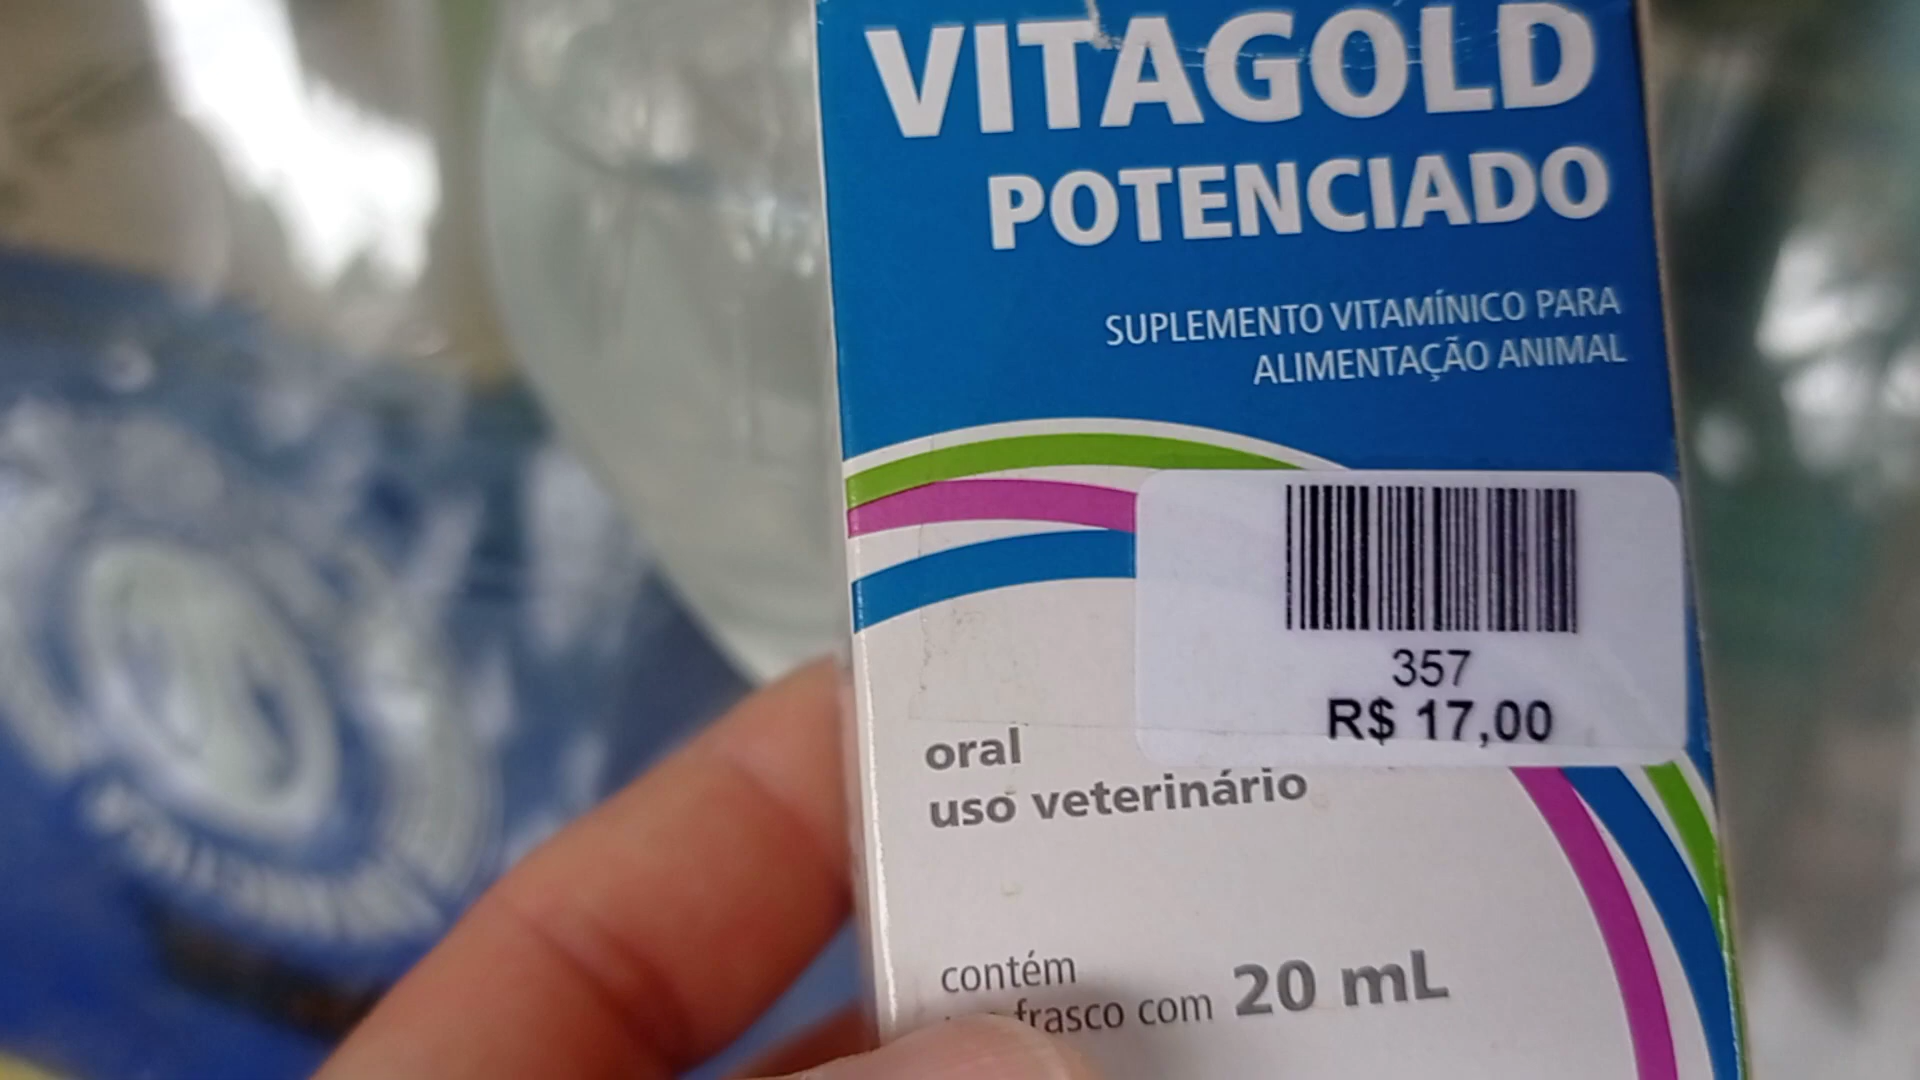 VITAGOLD
POTENCIADO
SUPLEMENTO VITAMÍNICO PARA
ALIMENTAÇÃO ANIMAL
357
R$ 17,00
oral
uso veterinário
contém
frasco com 20 mL